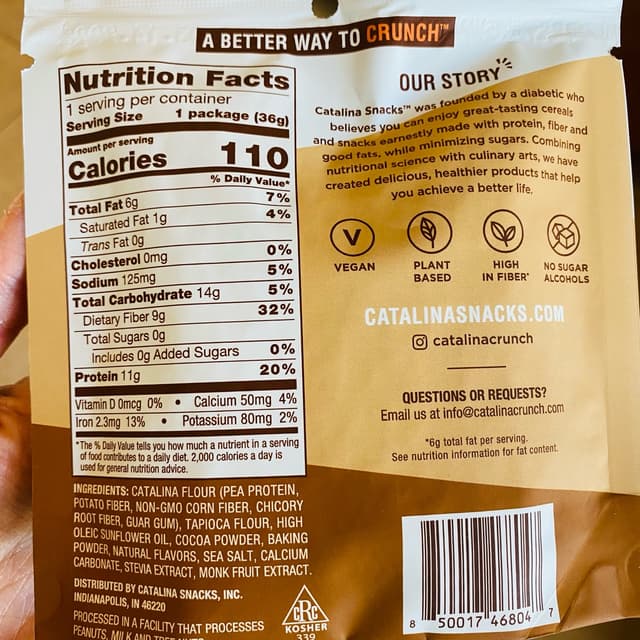 A BETTER WAY TO CRUNCH™
Nutrition Facts
1 serving per container
Serving Size 1 package (36g)
Amount per serving
Calories 110
% Daily Value*
Total Fat 6g 7%
Saturated Fat 1g 4%
Trans Fat 0g
Cholesterol 0mg 0%
Sodium 125mg 5%
Total Carbohydrate 14g 5%
Dietary Fiber 9g 32%
Total Sugars 0g
Includes 0g Added Sugars 0%
Protein 11g 20%
Vitamin D 0mcg 0% • Calcium 50mg 4%
Iron 2.3mg 13% • Potassium 80mg 2%
*The % Daily Value tells you how much a nutrient in a serving
of food contributes to a daily diet. 2,000 calories a day is
used for general nutrition advice.
INGREDIENTS: CATALINA FLOUR (PEA PROTEIN,
POTATO FIBER, NON-GMO CORN FIBER, CHICORY
ROOT FIBER, GUAR GUM), TAPIOCA FLOUR, HIGH
OLEIC SUNFLOWER OIL, COCOA POWDER, BAKING
POWDER, NATURAL FLAVORS, SEA SALT, CALCIUM
CARBONATE, STEVIA EXTRACT, MONK FRUIT EXTRACT.
DISTRIBUTED BY CATALINA SNACKS, INC.
INDIANAPOLIS, IN 46220
PROCESSED IN A FACILITY THAT PROCESSES
PEANUTS, MILK AND TREE NUTS
CRC
KOSHER
339
OUR STORY
Catalina Snacks™ was founded by a diabetic who
believes you can enjoy great-tasting cereals
and snacks earnestly made with protein, fiber and
good fats, while minimizing sugars. Combining
nutritional science with culinary arts, we have
created delicious, healthier products that help
you achieve a better life.
V
VEGAN
PLANT
BASED
HIGH
IN FIBER*
NO SUGAR
ALCOHOLS
CATALINASNACKS.COM
catalinacrunch
QUESTIONS OR REQUESTS?
Email us at info@catalinacrunch.com
*6g total fat per serving.
See nutrition information for fat content.
8 50017 46804 7